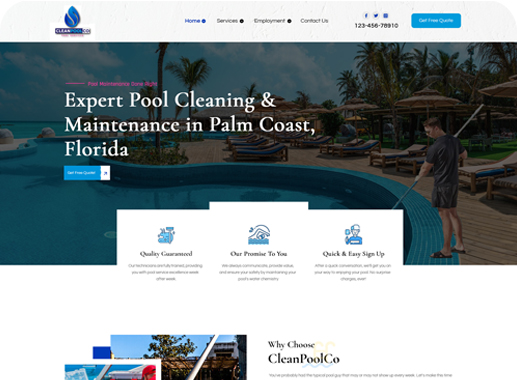 CLEANPOOLCO
Home
Services
Employment
Contact Us
123-456-78910
Get Free Quote
Pool Maintenance Done Right
Expert Pool Cleaning &
Maintenance in Palm Coast,
Florida
Get Free Quote!
Quality Guaranteed
Our Promise To You
Quick & Easy Sign Up
Our technicians are fully trained, providing
you with pool service excellence week
after week.
We always communicate, provide value,
and ensure your safety by maintaining your
pool's water chemistry.
After a quick conversation, we'll get you on
your way to enjoying your pool! No surprise
charges, ever!
Why Choose
CleanPoolCo
You've probably had the typical pool guy that may or may not show up every week. Let's make this time